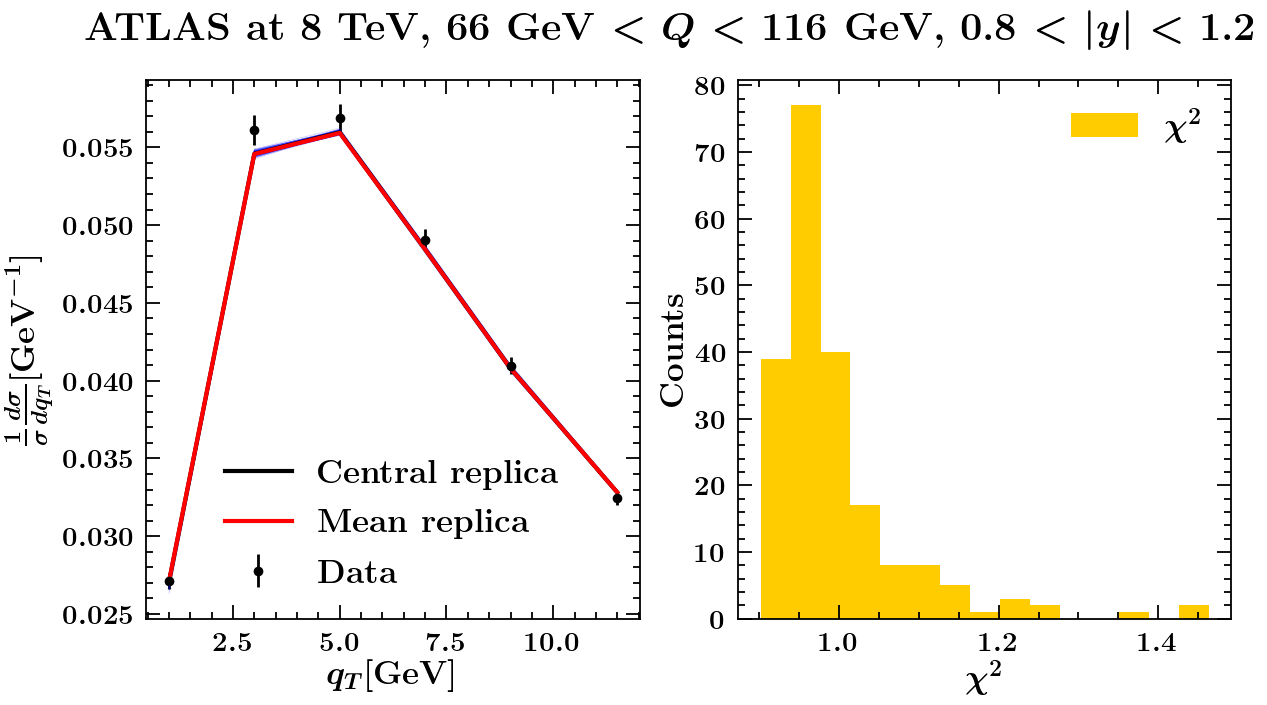 ATLAS at 8 TeV, 66 GeV < Q < 116 GeV, 0.8 < |y| < 1.2
1/σ dσ/dq_T [GeV⁻¹]
0.055
0.050
0.045
0.040
0.035
0.030
0.025
Central replica
Mean replica
Data
2.5 5.0 7.5 10.0
q_T[GeV]
Counts
80
70
60
50
40
30
20
10
0
χ²
1.0 1.2 1.4
χ²